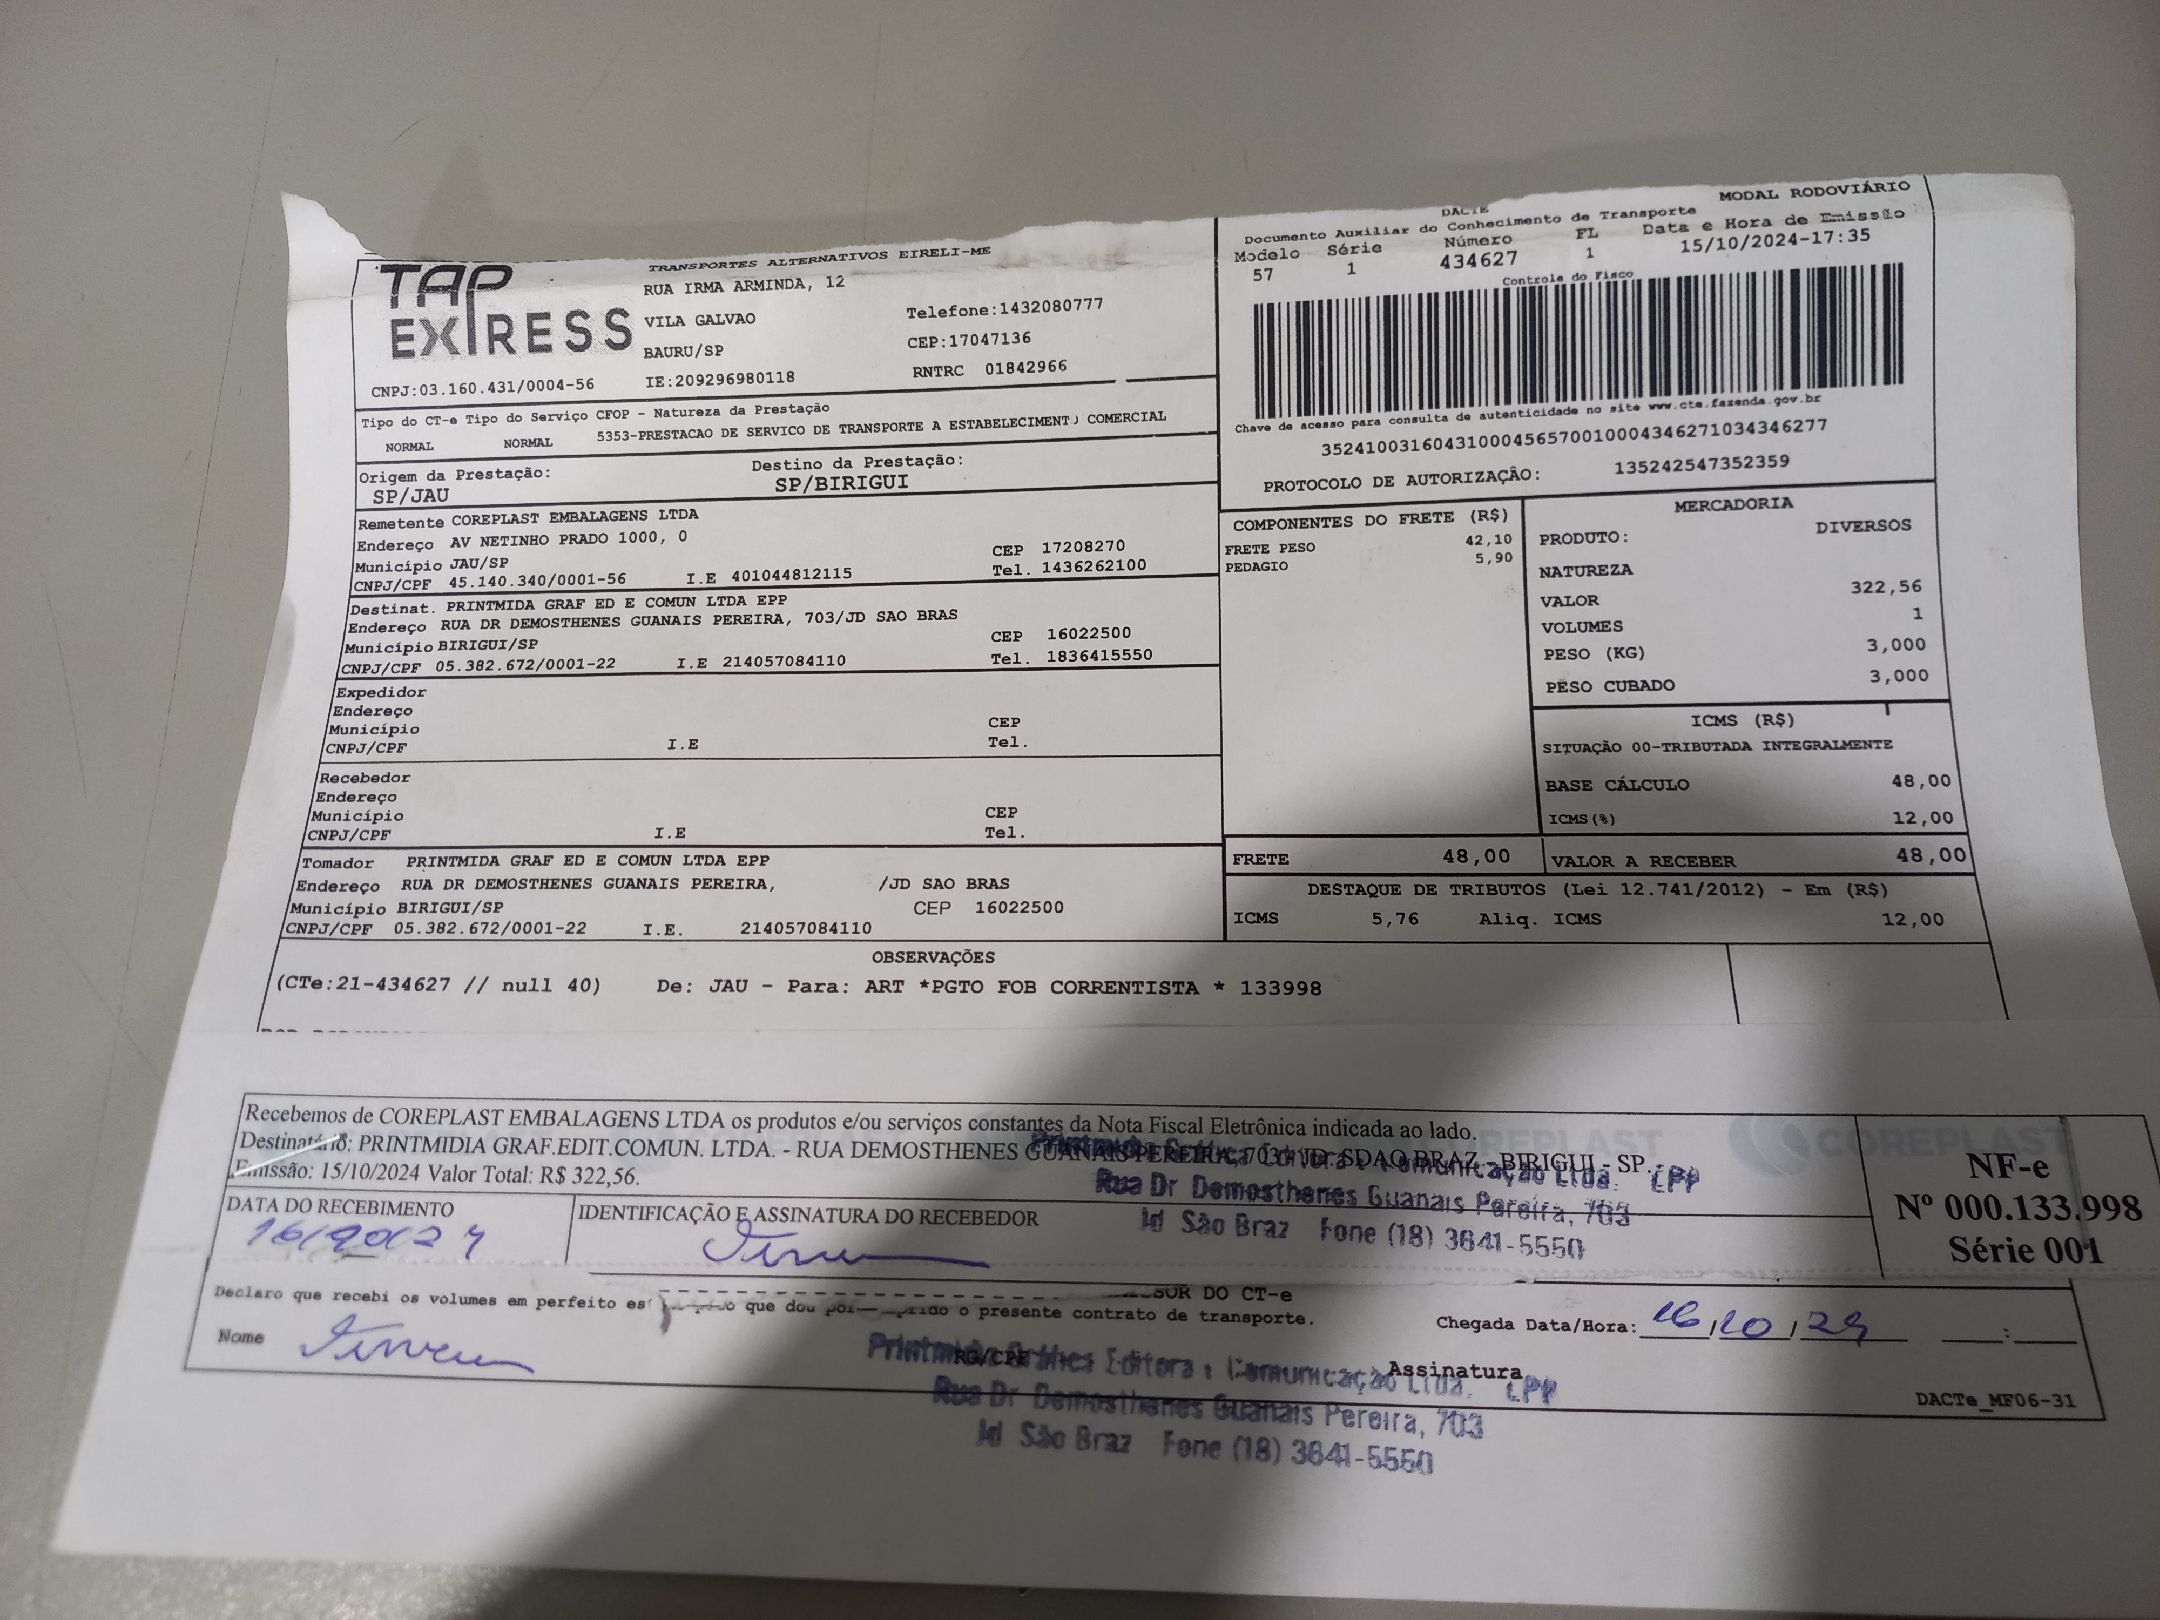 TAP EXPRESS
TRANSPORTES ALTERNATIVOS EIRELI-ME
RUA IRMA ARMINDA, 12
VILA GALVAO
Telefone:1432080777
BAURU/SP
CEP:17047136
CNPJ:03.160.431/0004-56
IE:209296980118
RNTRC 01842966
MODAL RODOVIÁRIO
DACTE
Documento Auxiliar do Conhecimento de Transporte
Modelo Série Número FL Data e Hora de Emissão
57 1 434627 1 15/10/2024-17:35
Controle do Fisco
Chave de acesso para consulta de autenticidade no site www.cte.fazenda.gov.br
35241003160431000456570010004346271034346277
PROTOCOLO DE AUTORIZAÇÃO: 135242547352359
Tipo do CT-e Tipo do Serviço CFOP - Natureza da Prestação
NORMAL NORMAL 5353-PRESTACAO DE SERVICO DE TRANSPORTE A ESTABELECIMENTO COMERCIAL
Origem da Prestação: Destino da Prestação:
SP/JAU SP/BIRIGUI
Remetente COREPLAST EMBALAGENS LTDA
Endereço AV NETINHO PRADO 1000, 0
Município JAU/SP CEP 17208270
CNPJ/CPF 45.140.340/0001-56 I.E 401044812115 Tel. 1436262100
Destinat. PRINTMIDA GRAF ED E COMUN LTDA EPP
Endereço RUA DR DEMOSTHENES GUANAIS PEREIRA, 703/JD SAO BRAS
Município BIRIGUI/SP CEP 16022500
CNPJ/CPF 05.382.672/0001-22 I.E 214057084110 Tel. 1836415550
Expedidor
Endereço
Município CEP
CNPJ/CPF I.E Tel.
Recebedor
Endereço
Município CEP
CNPJ/CPF I.E Tel.
Tomador PRINTMIDA GRAF ED E COMUN LTDA EPP
Endereço RUA DR DEMOSTHENES GUANAIS PEREIRA, /JD SAO BRAS
Município BIRIGUI/SP CEP 16022500
CNPJ/CPF 05.382.672/0001-22 I.E. 214057084110
COMPONENTES DO FRETE (R$)
FRETE PESO 42,10
PEDAGIO 5,90
MERCADORIA
PRODUTO: DIVERSOS
NATUREZA
VALOR 322,56
VOLUMES 1
PESO (KG) 3,000
PESO CUBADO 3,000
ICMS (R$)
SITUAÇÃO 00-TRIBUTADA INTEGRALMENTE
BASE CÁLCULO 48,00
ICMS(%) 12,00
FRETE 48,00 VALOR A RECEBER 48,00
DESTAQUE DE TRIBUTOS (Lei 12.741/2012) - Em (R$)
ICMS 5,76 Aliq. ICMS 12,00
OBSERVAÇÕES
(CTe:21-434627 // null 40) De: JAU - Para: ART *PGTO FOB CORRENTISTA * 133998
Recebemos de COREPLAST EMBALAGENS LTDA os produtos e/ou serviços constantes da Nota Fiscal Eletrônica indicada ao lado.
Destinatário: PRINTMIDIA GRAF.EDIT.COMUN. LTDA. - RUA DEMOSTHENES GUANAIS PEREIRA, 703 - JD. SDAO BRAZ - BIRIGUI - SP.
Emissão: 15/10/2024 Valor Total: R$ 322,56.
COREPLAST
COREPLAST
Comunicação Ltda. EPP
Rua Dr Demosthenes Guanais Pereira, 703
Jd São Braz Fone (18) 3641-5550
NF-e
Nº 000.133.998
Série 001
DATA DO RECEBIMENTO
IDENTIFICAÇÃO E ASSINATURA DO RECEBEDOR
SOR DO CT-e
Declaro que recebi os volumes em perfeito es que dou por o presente contrato de transporte.
Nome
RG/CPF
Assinatura
Chegada Data/Hora: 16/10/24 :
Printmidia Gráfica Editora e Comunicação Ltda. EPP
Rua Dr Demosthenes Guanais Pereira, 703
Jd São Braz Fone (18) 3641-5550
DACTe_MF06-31